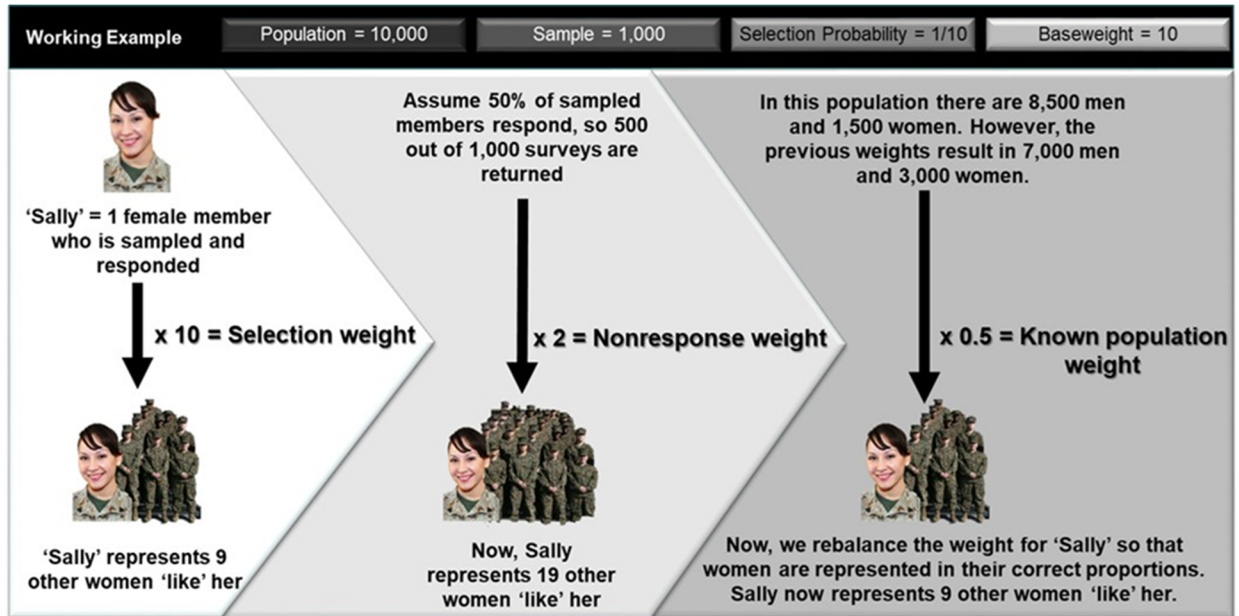 Working Example
Population = 10,000
Sample = 1,000
Selection Probability = 1/10
Baseweight = 10
‘Sally’ = 1 female member
who is sampled and
responded
x 10 = Selection weight
‘Sally’ represents 9
other women ‘like’ her
Assume 50% of sampled
members respond, so 500
out of 1,000 surveys are
returned
x 2 = Nonresponse weight
Now, Sally
represents 19 other
women ‘like’ her
In this population there are 8,500 men
and 1,500 women. However, the
previous weights result in 7,000 men
and 3,000 women.
x 0.5 = Known population
weight
Now, we rebalance the weight for ‘Sally’ so that
women are represented in their correct proportions.
Sally now represents 9 other women ‘like’ her.